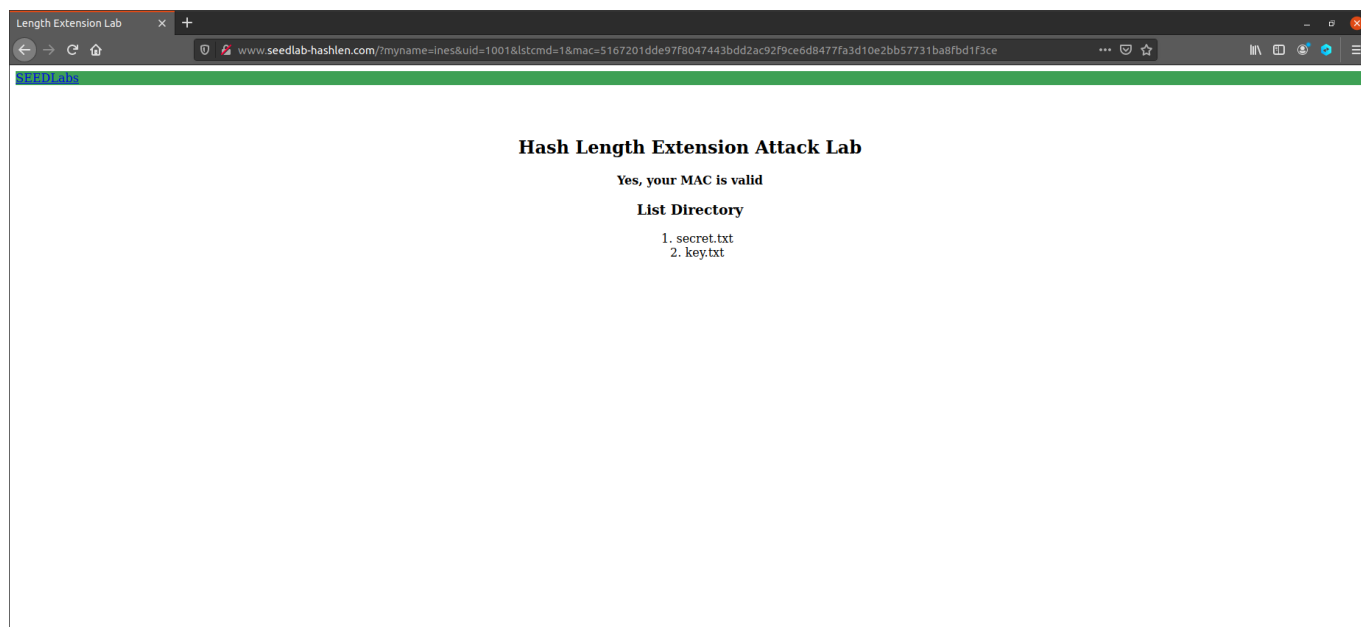 Length Extension Lab
www.seedlab-hashlen.com/?myname=ines&uid=1001&lstcmd=1&mac=5167201dde97f8047443bdd2ac92f9ce6d8477fa3d10e2bb57731ba8fbd1f3ce
SEEDLabs
Hash Length Extension Attack Lab
Yes, your MAC is valid
List Directory
1. secret.txt
2. key.txt